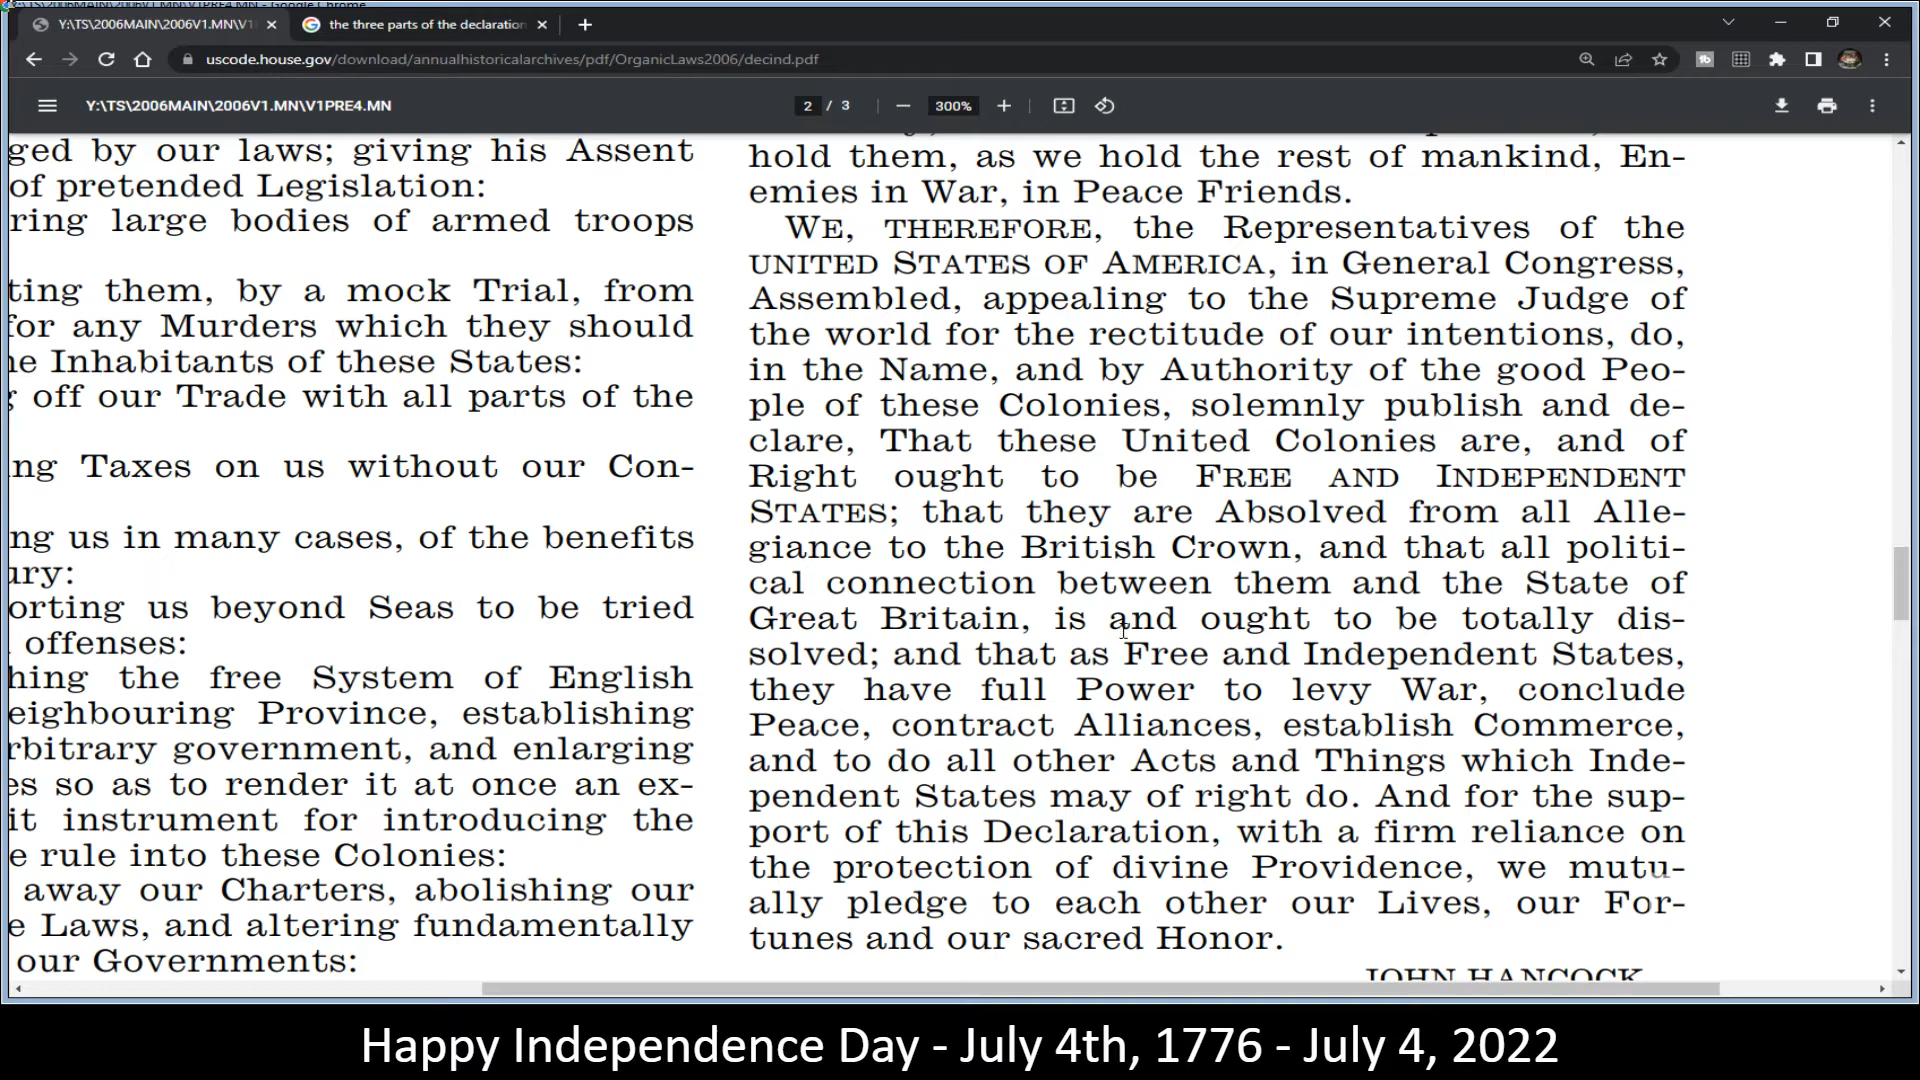 Y:\TS\2006MAIN\2006V1.MN\V1PRE4.MN - Google Chrome
Y:\TS\2006MAIN\2006V1.MN\V1
the three parts of the declaration
uscode.house.gov/download/annualhistoricalarchives/pdf/OrganicLaws2006/decind.pdf
Y:\TS\2006MAIN\2006V1.MN\V1PRE4.MN
2 / 3
300%
ged by our laws; giving his Assent
of pretended Legislation:
ring large bodies of armed troops
ting them, by a mock Trial, from
for any Murders which they should
Inhabitants of these States:
off our Trade with all parts of the
ng Taxes on us without our Con-
ng us in many cases, of the benefits
ury:
orting us beyond Seas to be tried
offenses:
hing the free System of English
eighbouring Province, establishing
rbitrary government, and enlarging
es so as to render it at once an ex-
it instrument for introducing the
e rule into these Colonies:
away our Charters, abolishing our
e Laws, and altering fundamentally
our Governments:
hold them, as we hold the rest of mankind, En-
emies in War, in Peace Friends.
WE, THEREFORE, the Representatives of the
UNITED STATES OF AMERICA, in General Congress,
Assembled, appealing to the Supreme Judge of
the world for the rectitude of our intentions, do,
in the Name, and by Authority of the good Peo-
ple of these Colonies, solemnly publish and de-
clare, That these United Colonies are, and of
Right ought to be FREE AND INDEPENDENT
STATES; that they are Absolved from all Alle-
giance to the British Crown, and that all politi-
cal connection between them and the State of
Great Britain, is and ought to be totally dis-
solved; and that as Free and Independent States,
they have full Power to levy War, conclude
Peace, contract Alliances, establish Commerce,
and to do all other Acts and Things which Inde-
pendent States may of right do. And for the sup-
port of this Declaration, with a firm reliance on
the protection of divine Providence, we mutu-
ally pledge to each other our Lives, our For-
tunes and our sacred Honor.
JOHN HANCOCK.
Happy Independence Day - July 4th, 1776 - July 4, 2022